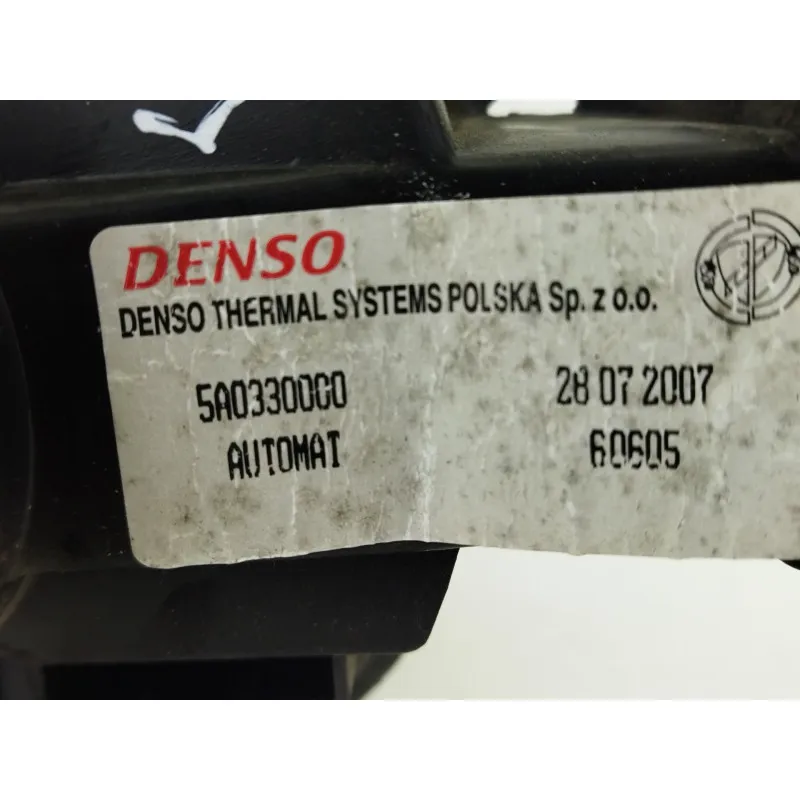 DENSO
DENSO THERMAL SYSTEMS POLSKA Sp. z o.o.
5A0330000 28 07 2007
AUTOMAT 60605